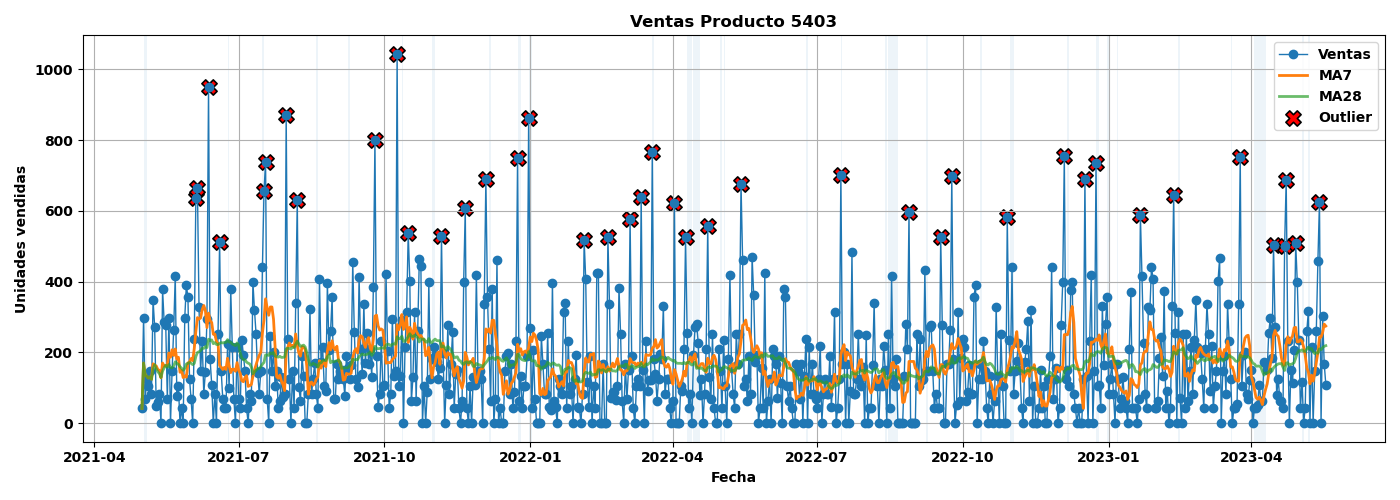 Ventas Producto 5403
Unidades vendidas
1000
800
600
400
200
0
Ventas
MA7
MA28
Outlier
2021-04
2021-07
2021-10
2022-01
2022-04
2022-07
2022-10
2023-01
2023-04
Fecha